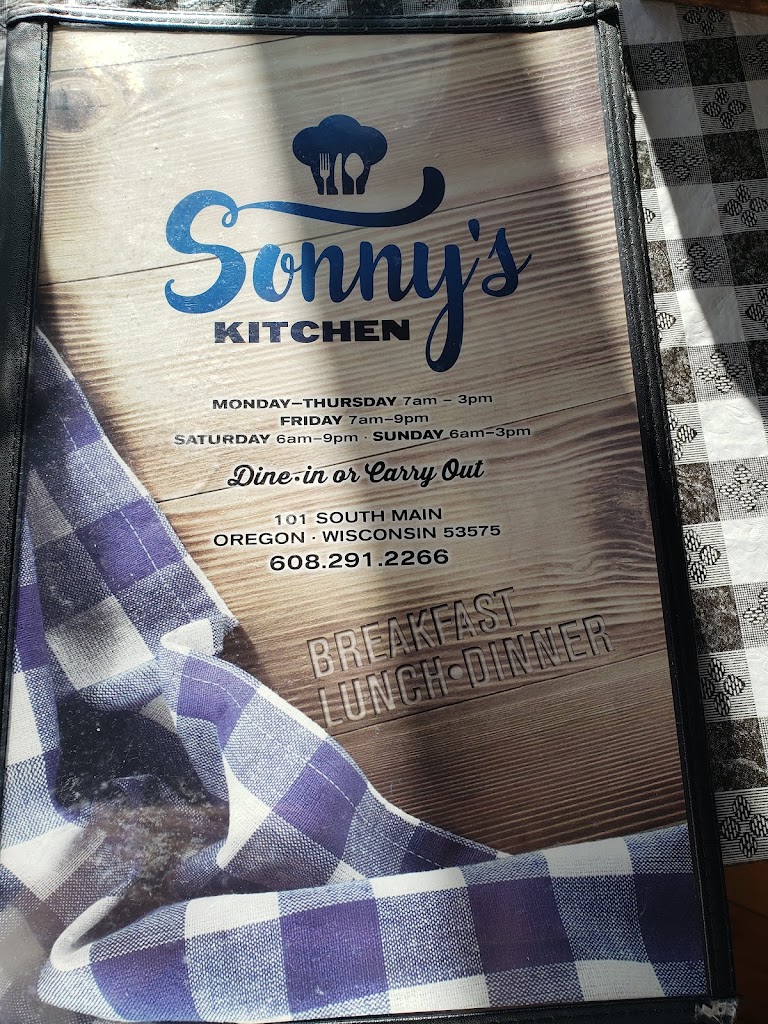 Sonny's
KITCHEN
MONDAY–THURSDAY 7am – 3pm
FRIDAY 7am–9pm
SATURDAY 6am–9pm · SUNDAY 6am–3pm
Dine-in or Carry Out
101 SOUTH MAIN
OREGON · WISCONSIN 53575
608.291.2266
BREAKFAST
LUNCH•DINNER